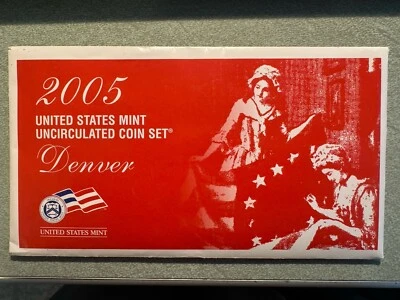 2005
UNITED STATES MINT
UNCIRCULATED COIN SET®
Denver
UNITED STATES MINT